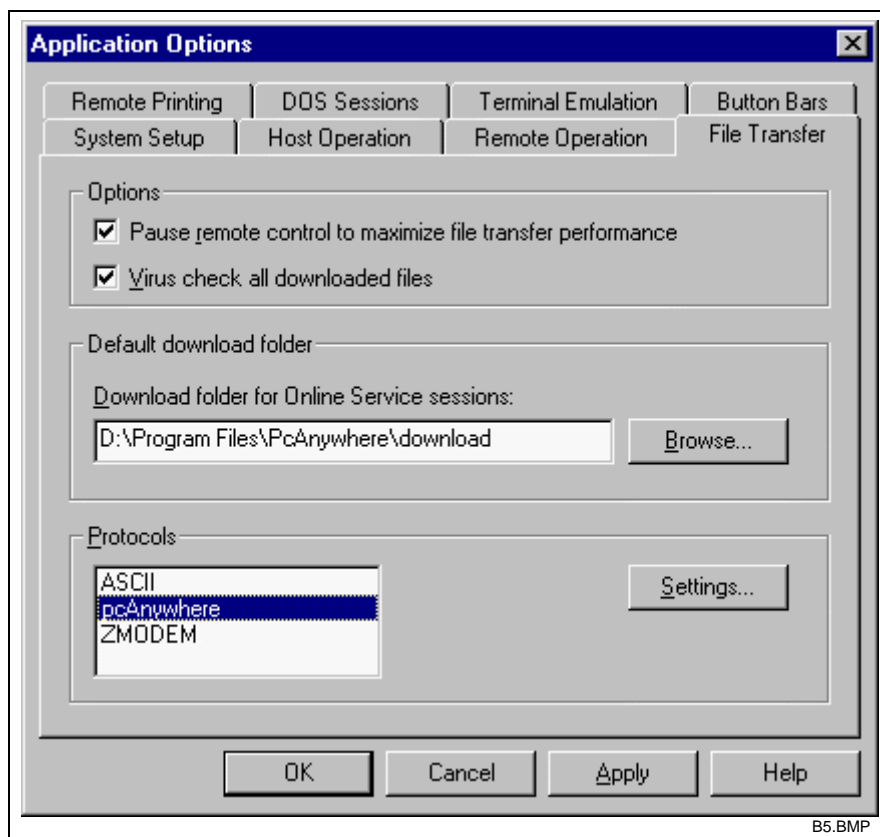 Application Options
Remote Printing DOS Sessions Terminal Emulation Button Bars
System Setup Host Operation Remote Operation File Transfer
Options
Pause remote control to maximize file transfer performance
Virus check all downloaded files
Default download folder
Download folder for Online Service sessions:
D:\Program Files\PcAnywhere\download Browse...
Protocols
ASCII Settings...
pcAnywhere
ZMODEM
OK Cancel Apply Help
B5.BMP